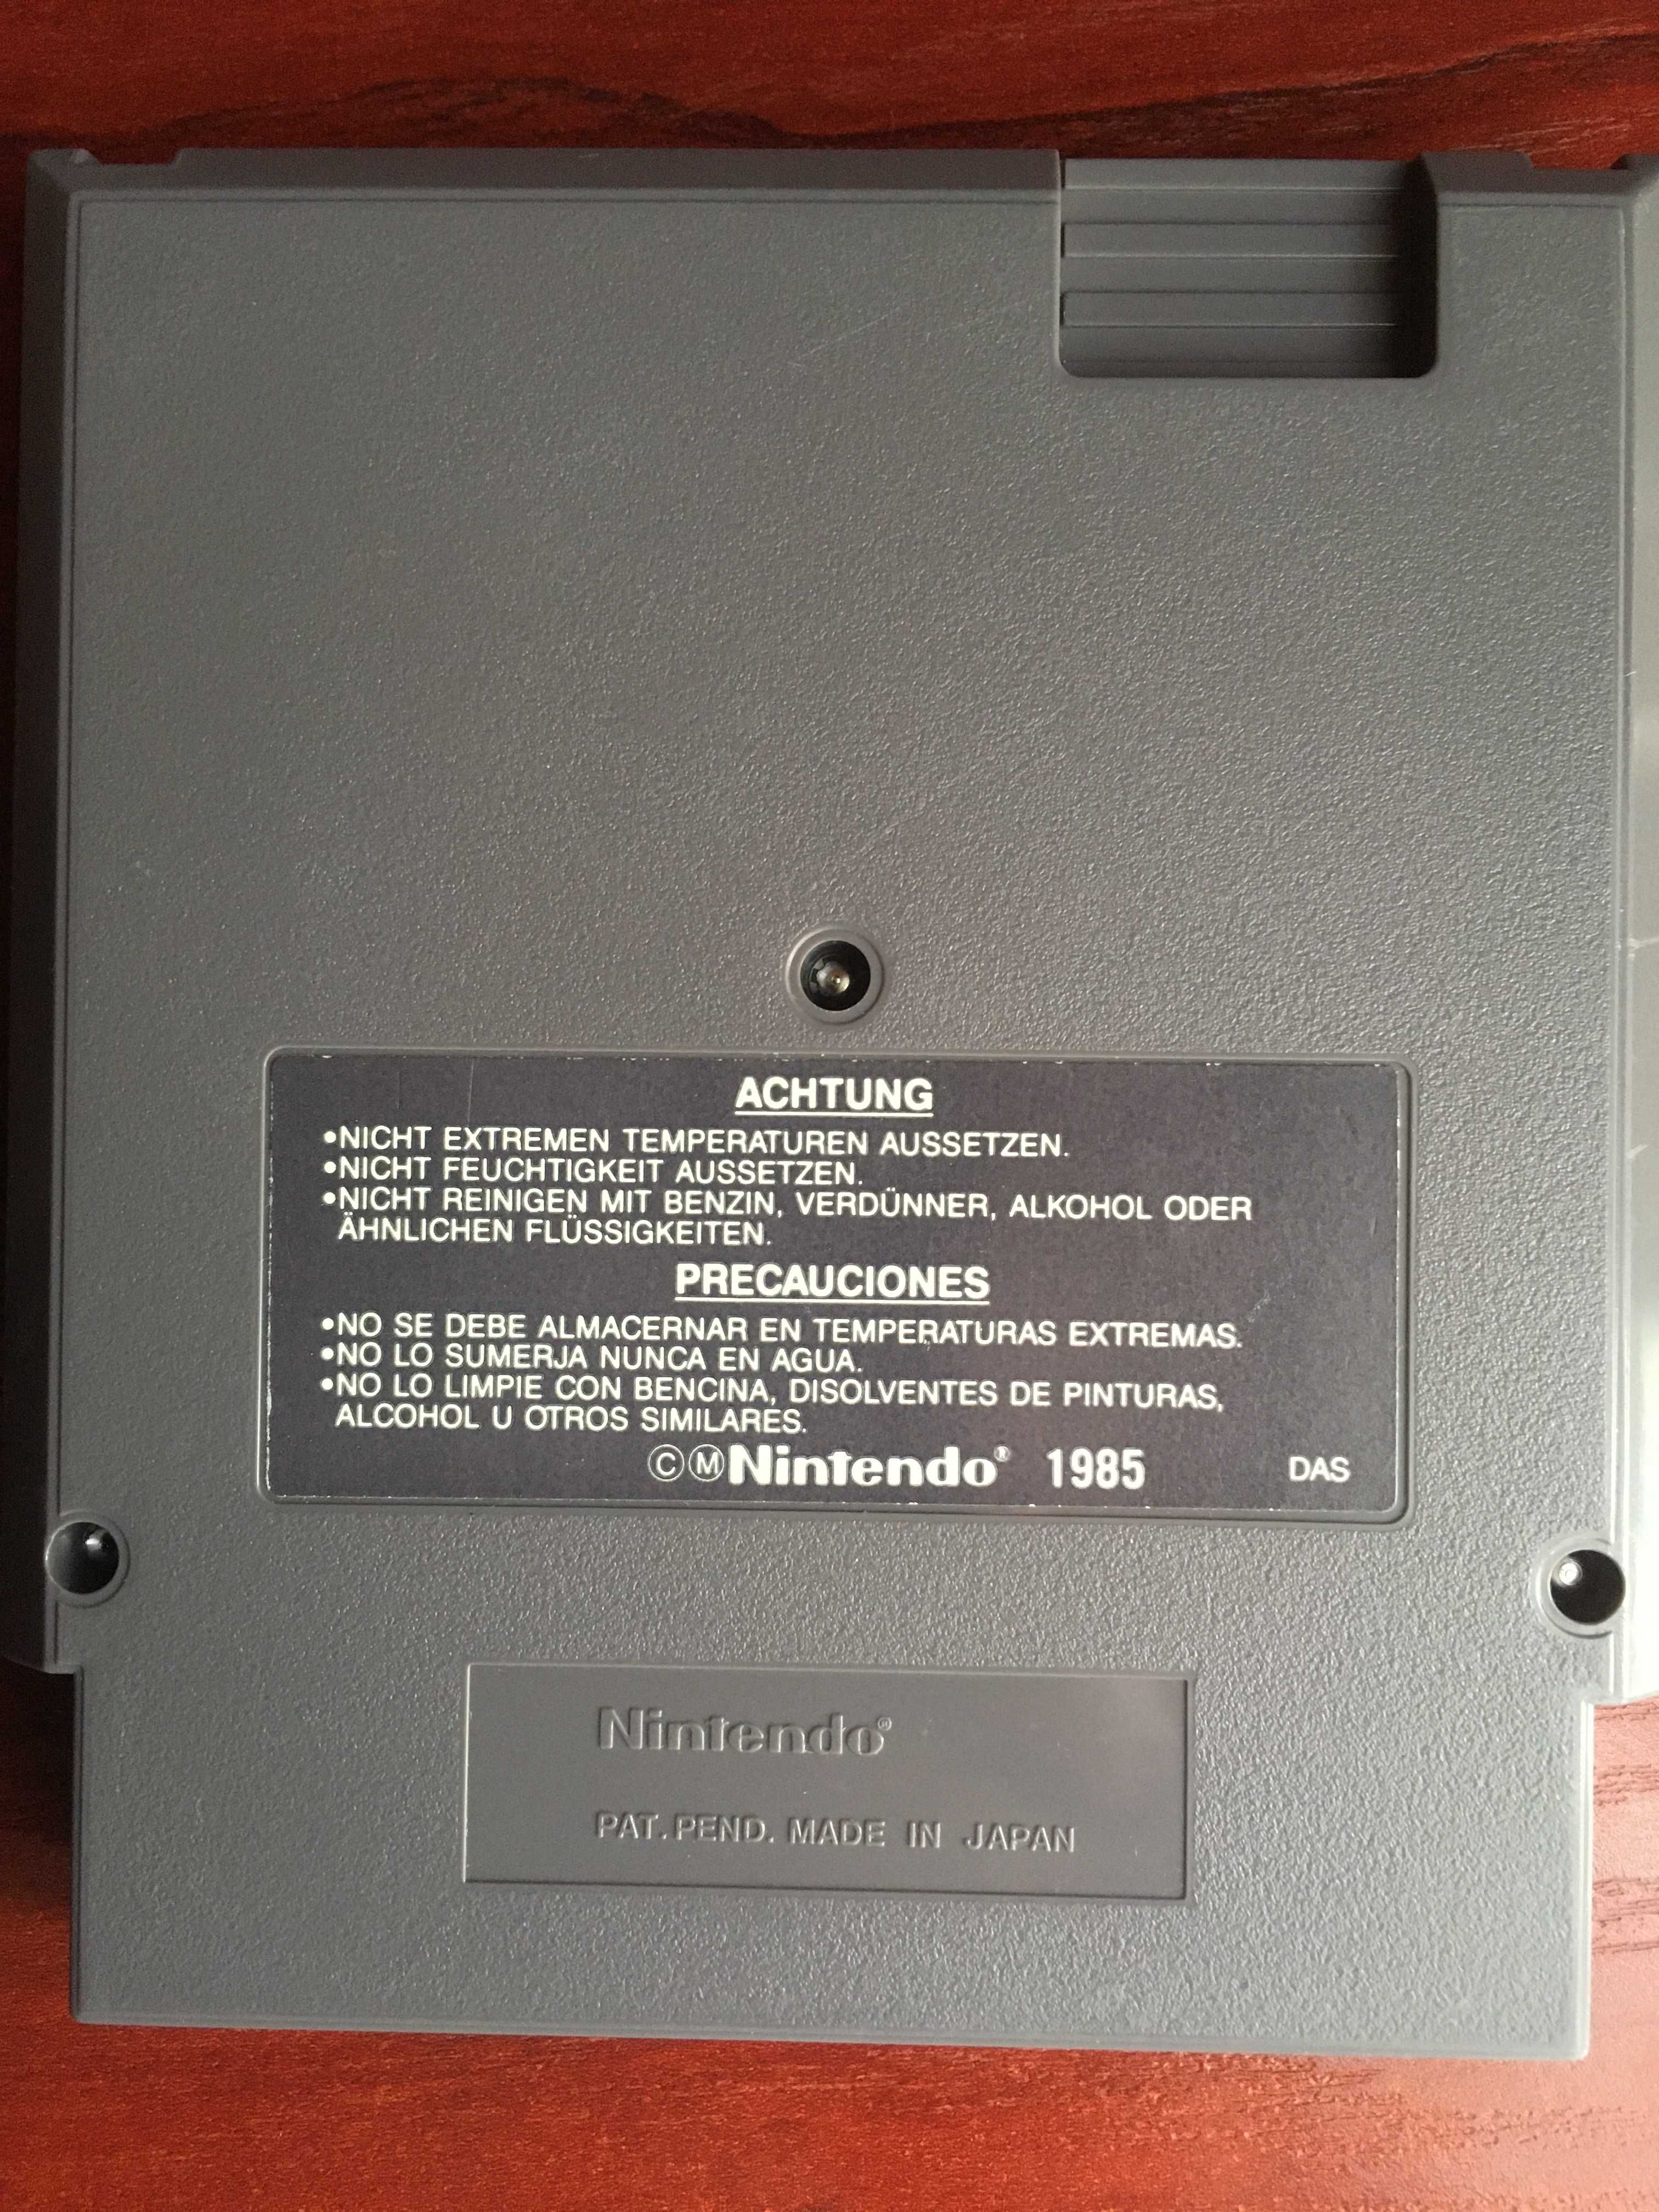 ACHTUNG
•NICHT EXTREMEN TEMPERATUREN AUSSETZEN.
•NICHT FEUCHTIGKEIT AUSSETZEN.
•NICHT REINIGEN MIT BENZIN, VERDÜNNER, ALKOHOL ODER
ÄHNLICHEN FLÜSSIGKEITEN.
PRECAUCIONES
•NO SE DEBE ALMACERNAR EN TEMPERATURAS EXTREMAS.
•NO LO SUMERJA NUNCA EN AGUA.
•NO LO LIMPIE CON BENCINA, DISOLVENTES DE PINTURAS,
ALCOHOL U OTROS SIMILARES.
ⒸⓂNintendo® 1985 DAS
Nintendo®
PAT. PEND. MADE IN JAPAN